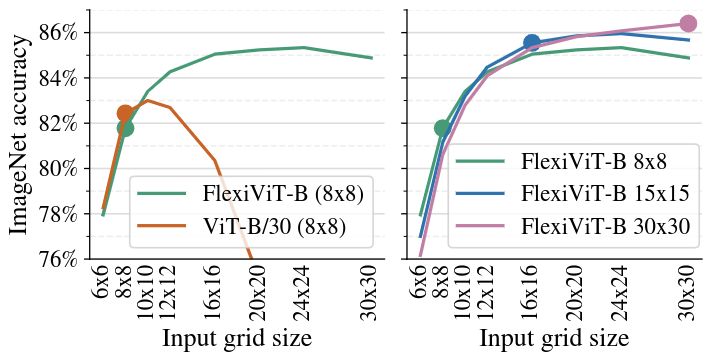 ImageNet accuracy
86%
84%
82%
80%
78%
76%
FlexiViT-B (8x8)
ViT-B/30 (8x8)
6x6
8x8
10x10
12x12
16x16
20x20
24x24
30x30
Input grid size
FlexiViT-B 8x8
FlexiViT-B 15x15
FlexiViT-B 30x30
6x6
8x8
10x10
12x12
16x16
20x20
24x24
30x30
Input grid size